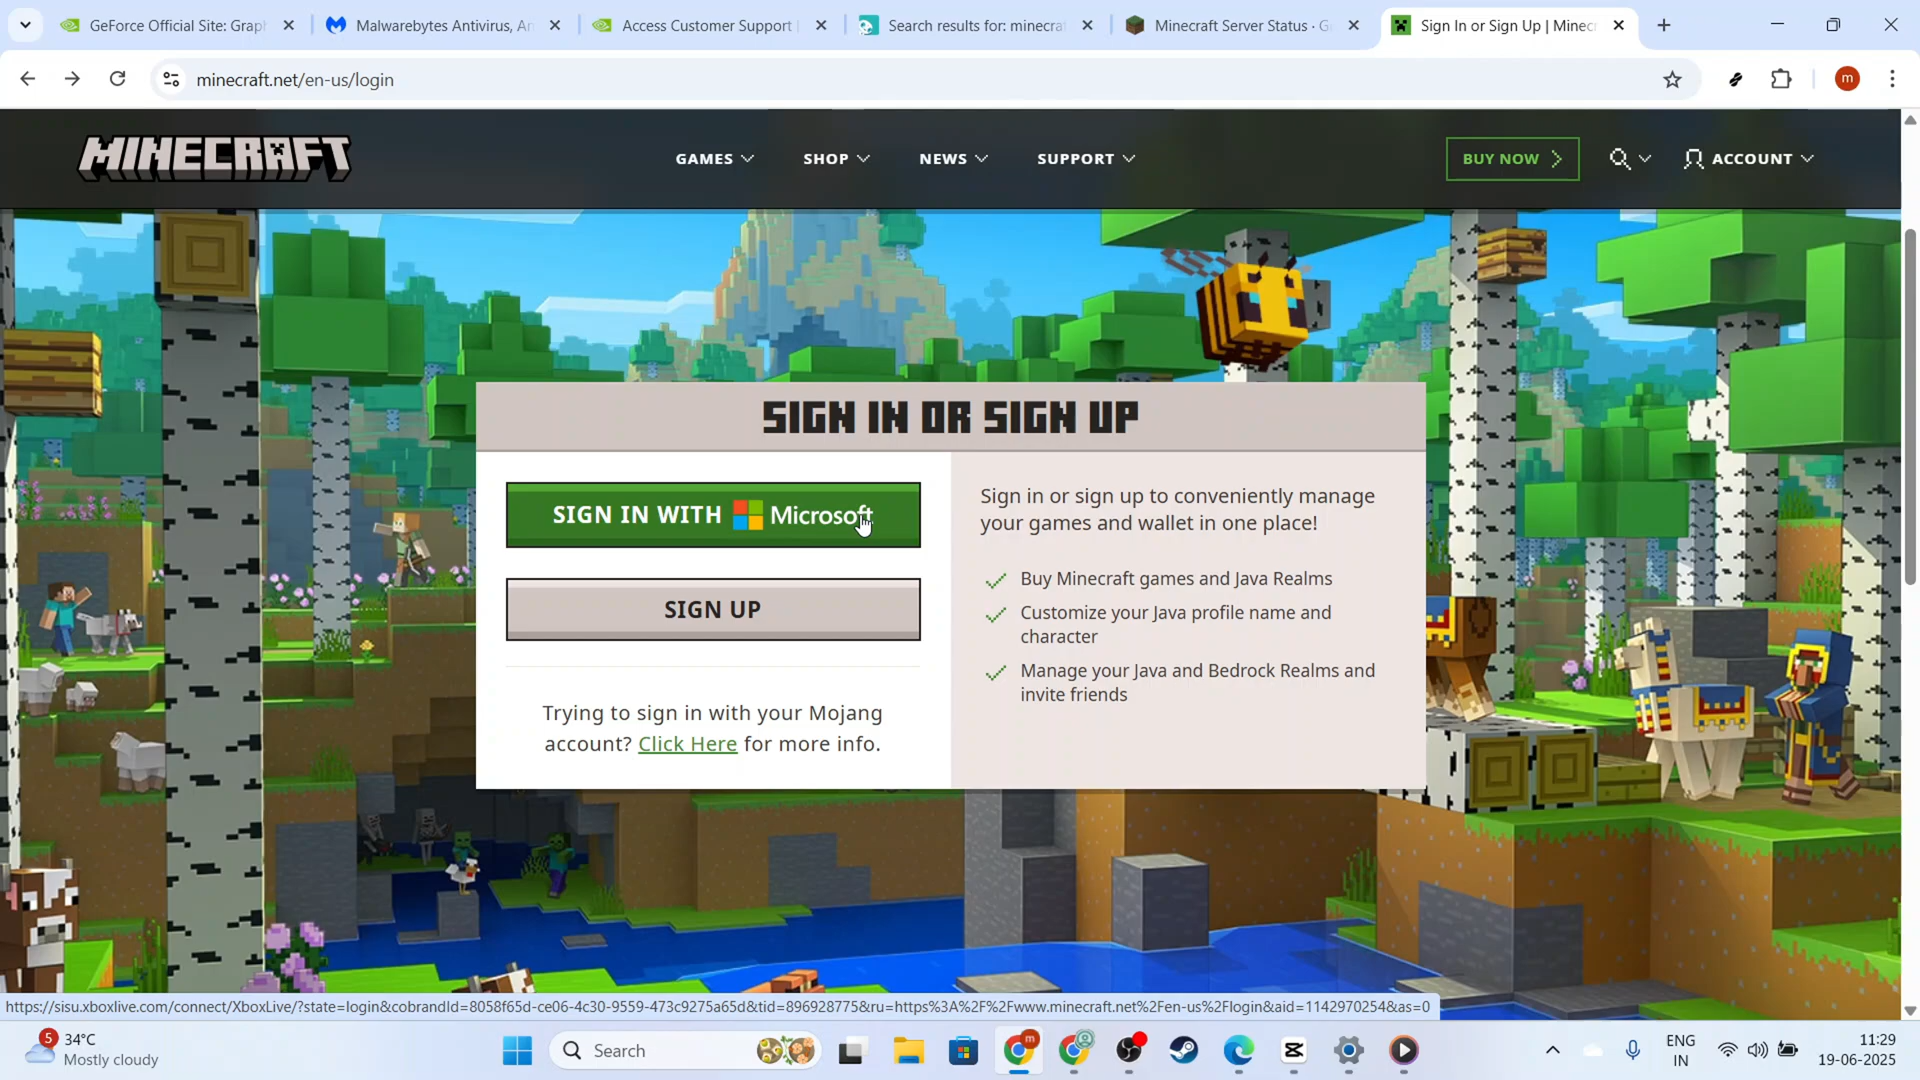 GeForce Official Site: Graph
Malwarebytes Antivirus, An
Access Customer Support |
Search results for: minecraf
Minecraft Server Status · G
Sign In or Sign Up | Minec
minecraft.net/en-us/login
m
MINECRAFT
GAMES
SHOP
NEWS
SUPPORT
BUY NOW
ACCOUNT
SIGN IN OR SIGN UP
SIGN IN WITH Microsoft
SIGN UP
Trying to sign in with your Mojang
account? Click Here for more info.
Sign in or sign up to conveniently manage
your games and wallet in one place!
Buy Minecraft games and Java Realms
Customize your Java profile name and
character
Manage your Java and Bedrock Realms and
invite friends
https://sisu.xboxlive.com/connect/XboxLive/?state=login&cobrandId=8058f65d-ce06-4c30-9559-473c9275a65d&tid=896928775&ru=https%3A%2F%2Fwww.minecraft.net%2Fen-us%2Flogin&aid=1142970254&as=0
5
34°C
Mostly cloudy
Search
m
ENG
IN
11:29
19-06-2025